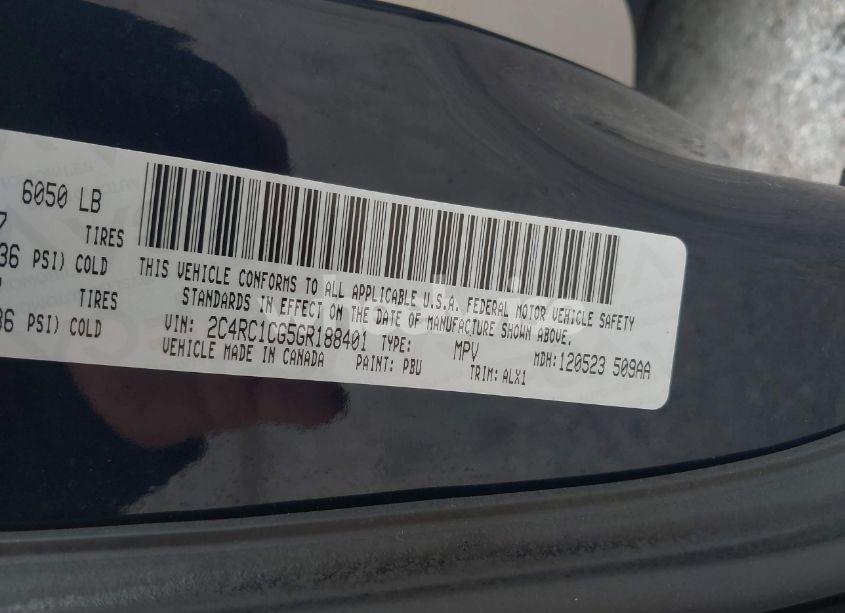 6050 LB
7 TIRES
36 PSI) COLD
TIRES
36 PSI) COLD
THIS VEHICLE CONFORMS TO ALL APPLICABLE U.S.A. FEDERAL MOTOR VEHICLE SAFETY
STANDARDS IN EFFECT ON THE DATE OF MANUFACTURE SHOWN ABOVE.
VIN: 2C4RC1CG5GR188401 TYPE: MPV MDH:120523 509AA
VEHICLE MADE IN CANADA PAINT: PBU TRIM: ALX1